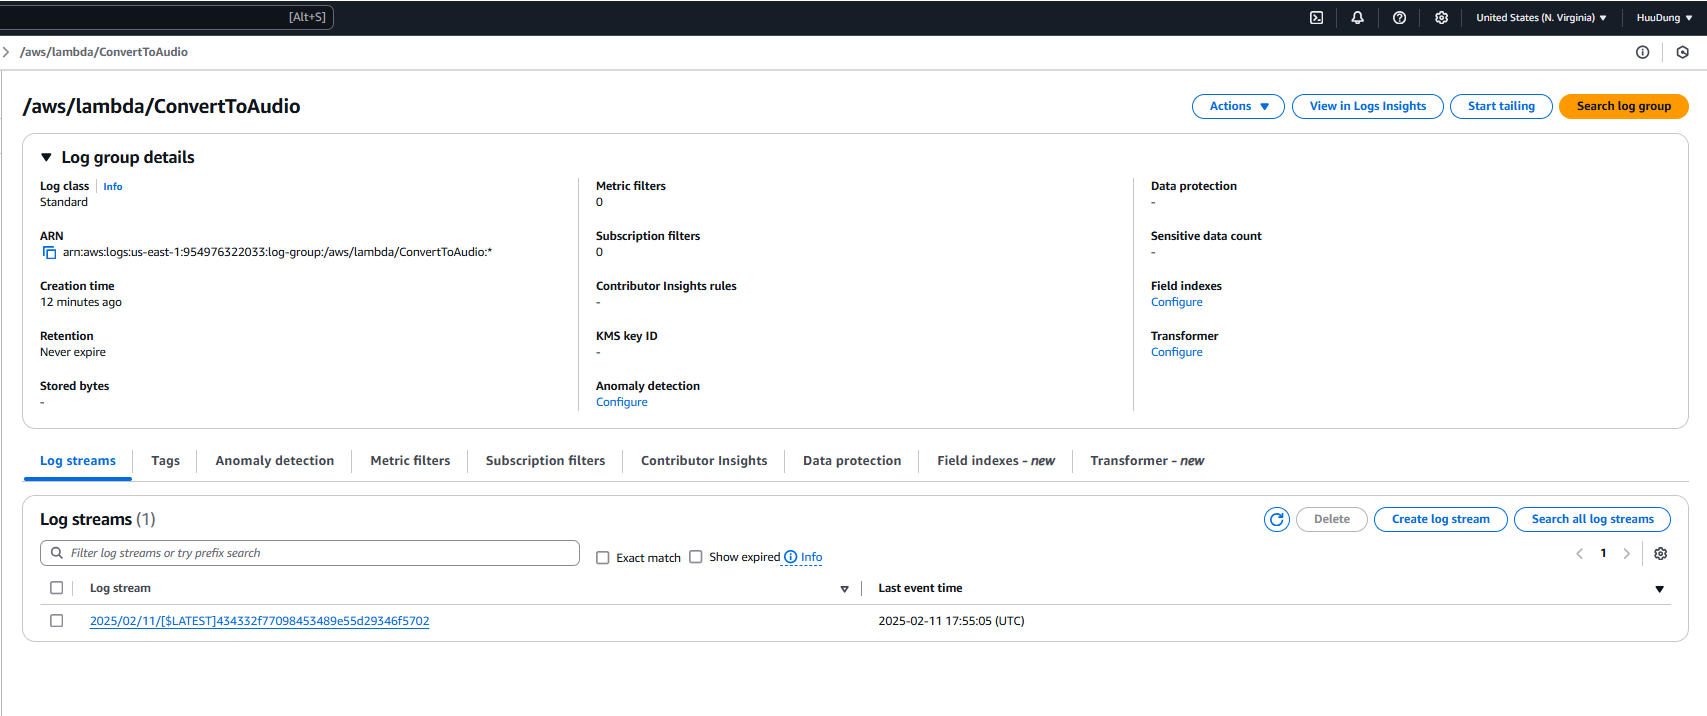 [Alt+S]
United States (N. Virginia) ▼
HuuDung ▼
/aws/lambda/ConvertToAudio
/aws/lambda/ConvertToAudio
Actions ▼
View in Logs Insights
Start tailing
Search log group
▼ Log group details
Log class
Info
Standard
ARN
arn:aws:logs:us-east-1:954976322033:log-group:/aws/lambda/ConvertToAudio:*
Creation time
12 minutes ago
Retention
Never expire
Stored bytes
-
Metric filters
0
Subscription filters
0
Contributor Insights rules
-
KMS key ID
-
Anomaly detection
Configure
Data protection
-
Sensitive data count
-
Field indexes
Configure
Transformer
Configure
Log streams
Tags
Anomaly detection
Metric filters
Subscription filters
Contributor Insights
Data protection
Field indexes - new
Transformer - new
Log streams (1)
Delete
Create log stream
Search all log streams
Filter log streams or try prefix search
Exact match
Show expired
Info
1
Log stream
Last event time
2025/02/11/[$LATEST]434332f77098453489e55d29346f5702
2025-02-11 17:55:05 (UTC)